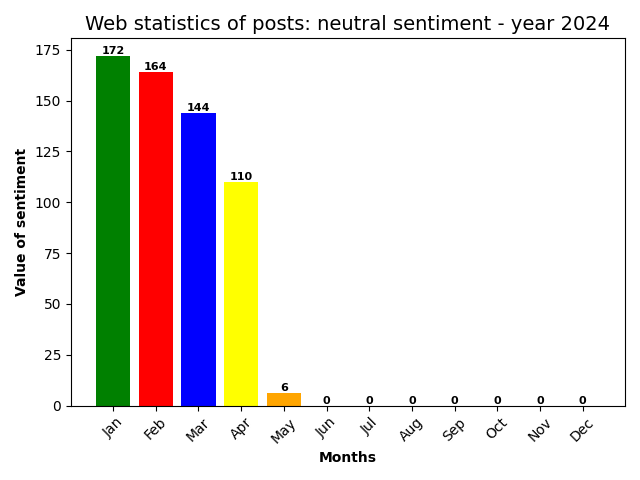 Web statistics of posts: neutral sentiment - year 2024
Value of sentiment
175
150
125
100
75
50
25
0
172
164
144
110
6
0
0
0
0
0
0
0
Jan
Feb
Mar
Apr
May
Jun
Jul
Aug
Sep
Oct
Nov
Dec
Months